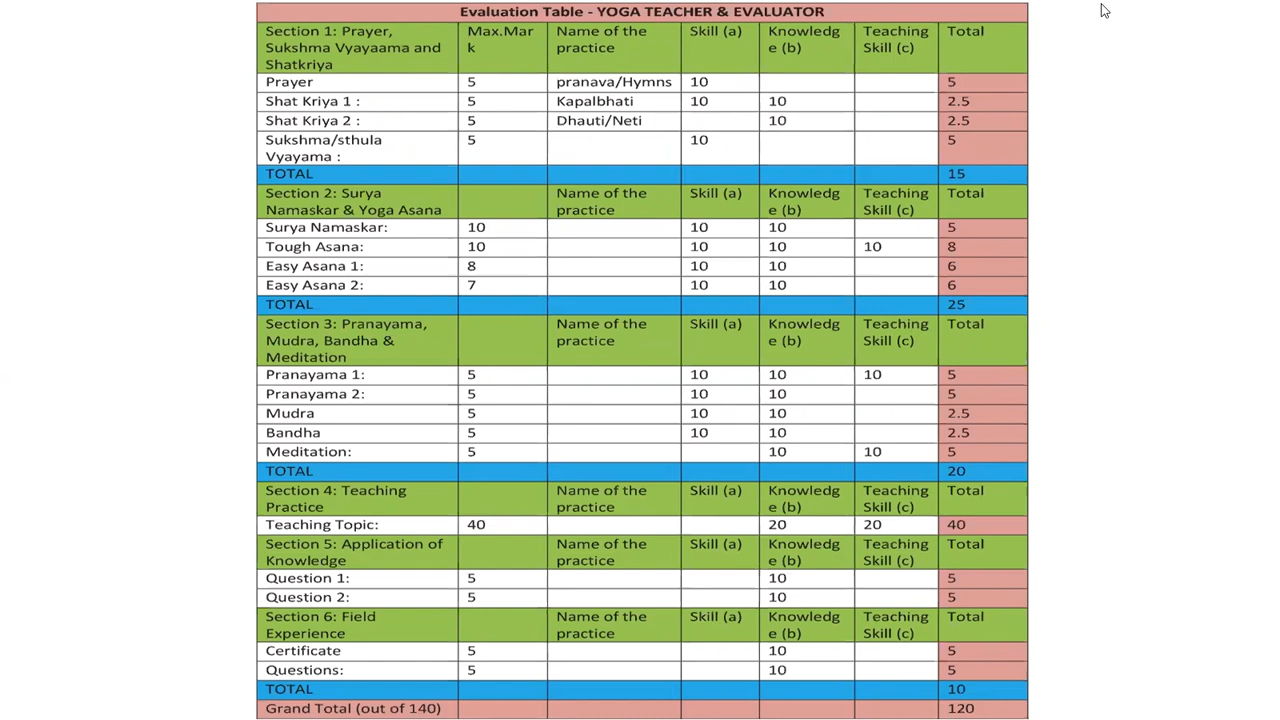 Evaluation Table - YOGA TEACHER & EVALUATOR
Section 1: Prayer, Sukshma Vyayaama and Shatkriya Max.Mark Name of the practice Skill (a) Knowledge (b) Teaching Skill (c) Total
Prayer 5 pranava/Hymns 10 5
Shat Kriya 1 : 5 Kapalbhati 10 10 2.5
Shat Kriya 2 : 5 Dhauti/Neti 10 2.5
Sukshma/sthula Vyayama : 5 10 5
TOTAL 15
Section 2: Surya Namaskar & Yoga Asana Name of the practice Skill (a) Knowledge (b) Teaching Skill (c) Total
Surya Namaskar: 10 10 10 5
Tough Asana: 10 10 10 10 8
Easy Asana 1: 8 10 10 6
Easy Asana 2: 7 10 10 6
TOTAL 25
Section 3: Pranayama, Mudra, Bandha & Meditation Name of the practice Skill (a) Knowledge (b) Teaching Skill (c) Total
Pranayama 1: 5 10 10 10 5
Pranayama 2: 5 10 10 5
Mudra 5 10 10 2.5
Bandha 5 10 10 2.5
Meditation: 5 10 10 5
TOTAL 20
Section 4: Teaching Practice Name of the practice Skill (a) Knowledge (b) Teaching Skill (c) Total
Teaching Topic: 40 20 20 40
Section 5: Application of Knowledge Name of the practice Skill (a) Knowledge (b) Teaching Skill (c) Total
Question 1: 5 10 5
Question 2: 5 10 5
Section 6: Field Experience Name of the practice Skill (a) Knowledge (b) Teaching Skill (c) Total
Certificate 5 10 5
Questions: 5 10 5
TOTAL 10
Grand Total (out of 140) 120